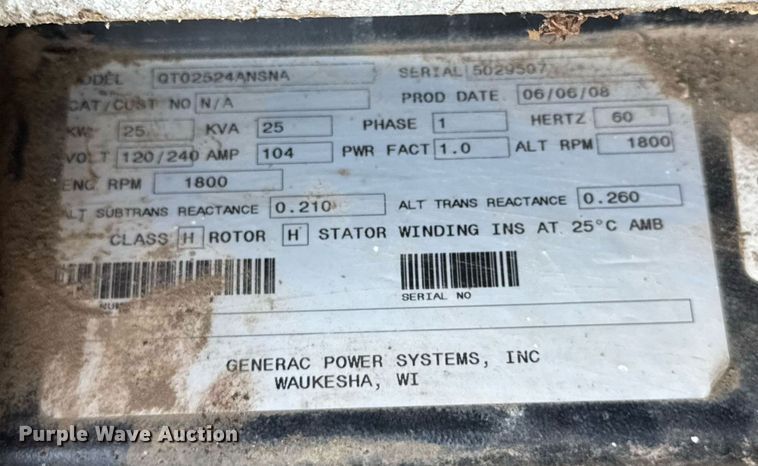 MODEL QT02524ANSNA SERIAL 5029507
CAT/CUST NO N/A PROD DATE 06/06/08
KW 25 KVA 25 PHASE 1 HERTZ 60
VOLT 120/240 AMP 104 PWR FACT 1.0 ALT RPM 1800
ENG RPM 1800
ALT SUBTRANS REACTANCE 0.210 ALT TRANS REACTANCE 0.260
CLASS H ROTOR H STATOR WINDING INS AT 25°C AMB
SERIAL NO
GENERAC POWER SYSTEMS, INC
WAUKESHA, WI
Purple Wave Auction